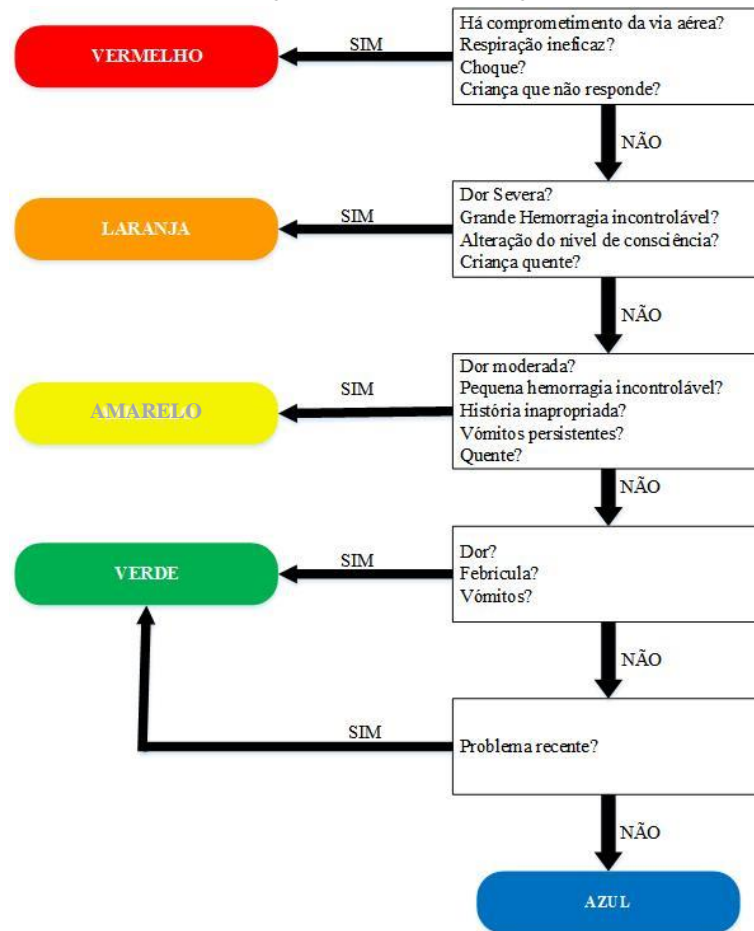 Há comprometimento da via aérea?
Respiração ineficaz?
Choque?
Criança que não responde?
SIM
VERMELHO
NÃO
Dor Severa?
Grande Hemorragia incontrolável?
Alteração do nivel de consciência?
Criança quente?
SIM
LARANJA
NÃO
Dor moderada?
Pequena hemorragia incontrolável?
História inapropriada?
Vómitos persistentes?
Quente?
SIM
AMARELO
NÃO
Dor?
Febricula?
Vómitos?
SIM
VERDE
NÃO
Problema recente?
SIM
NÃO
AZUL